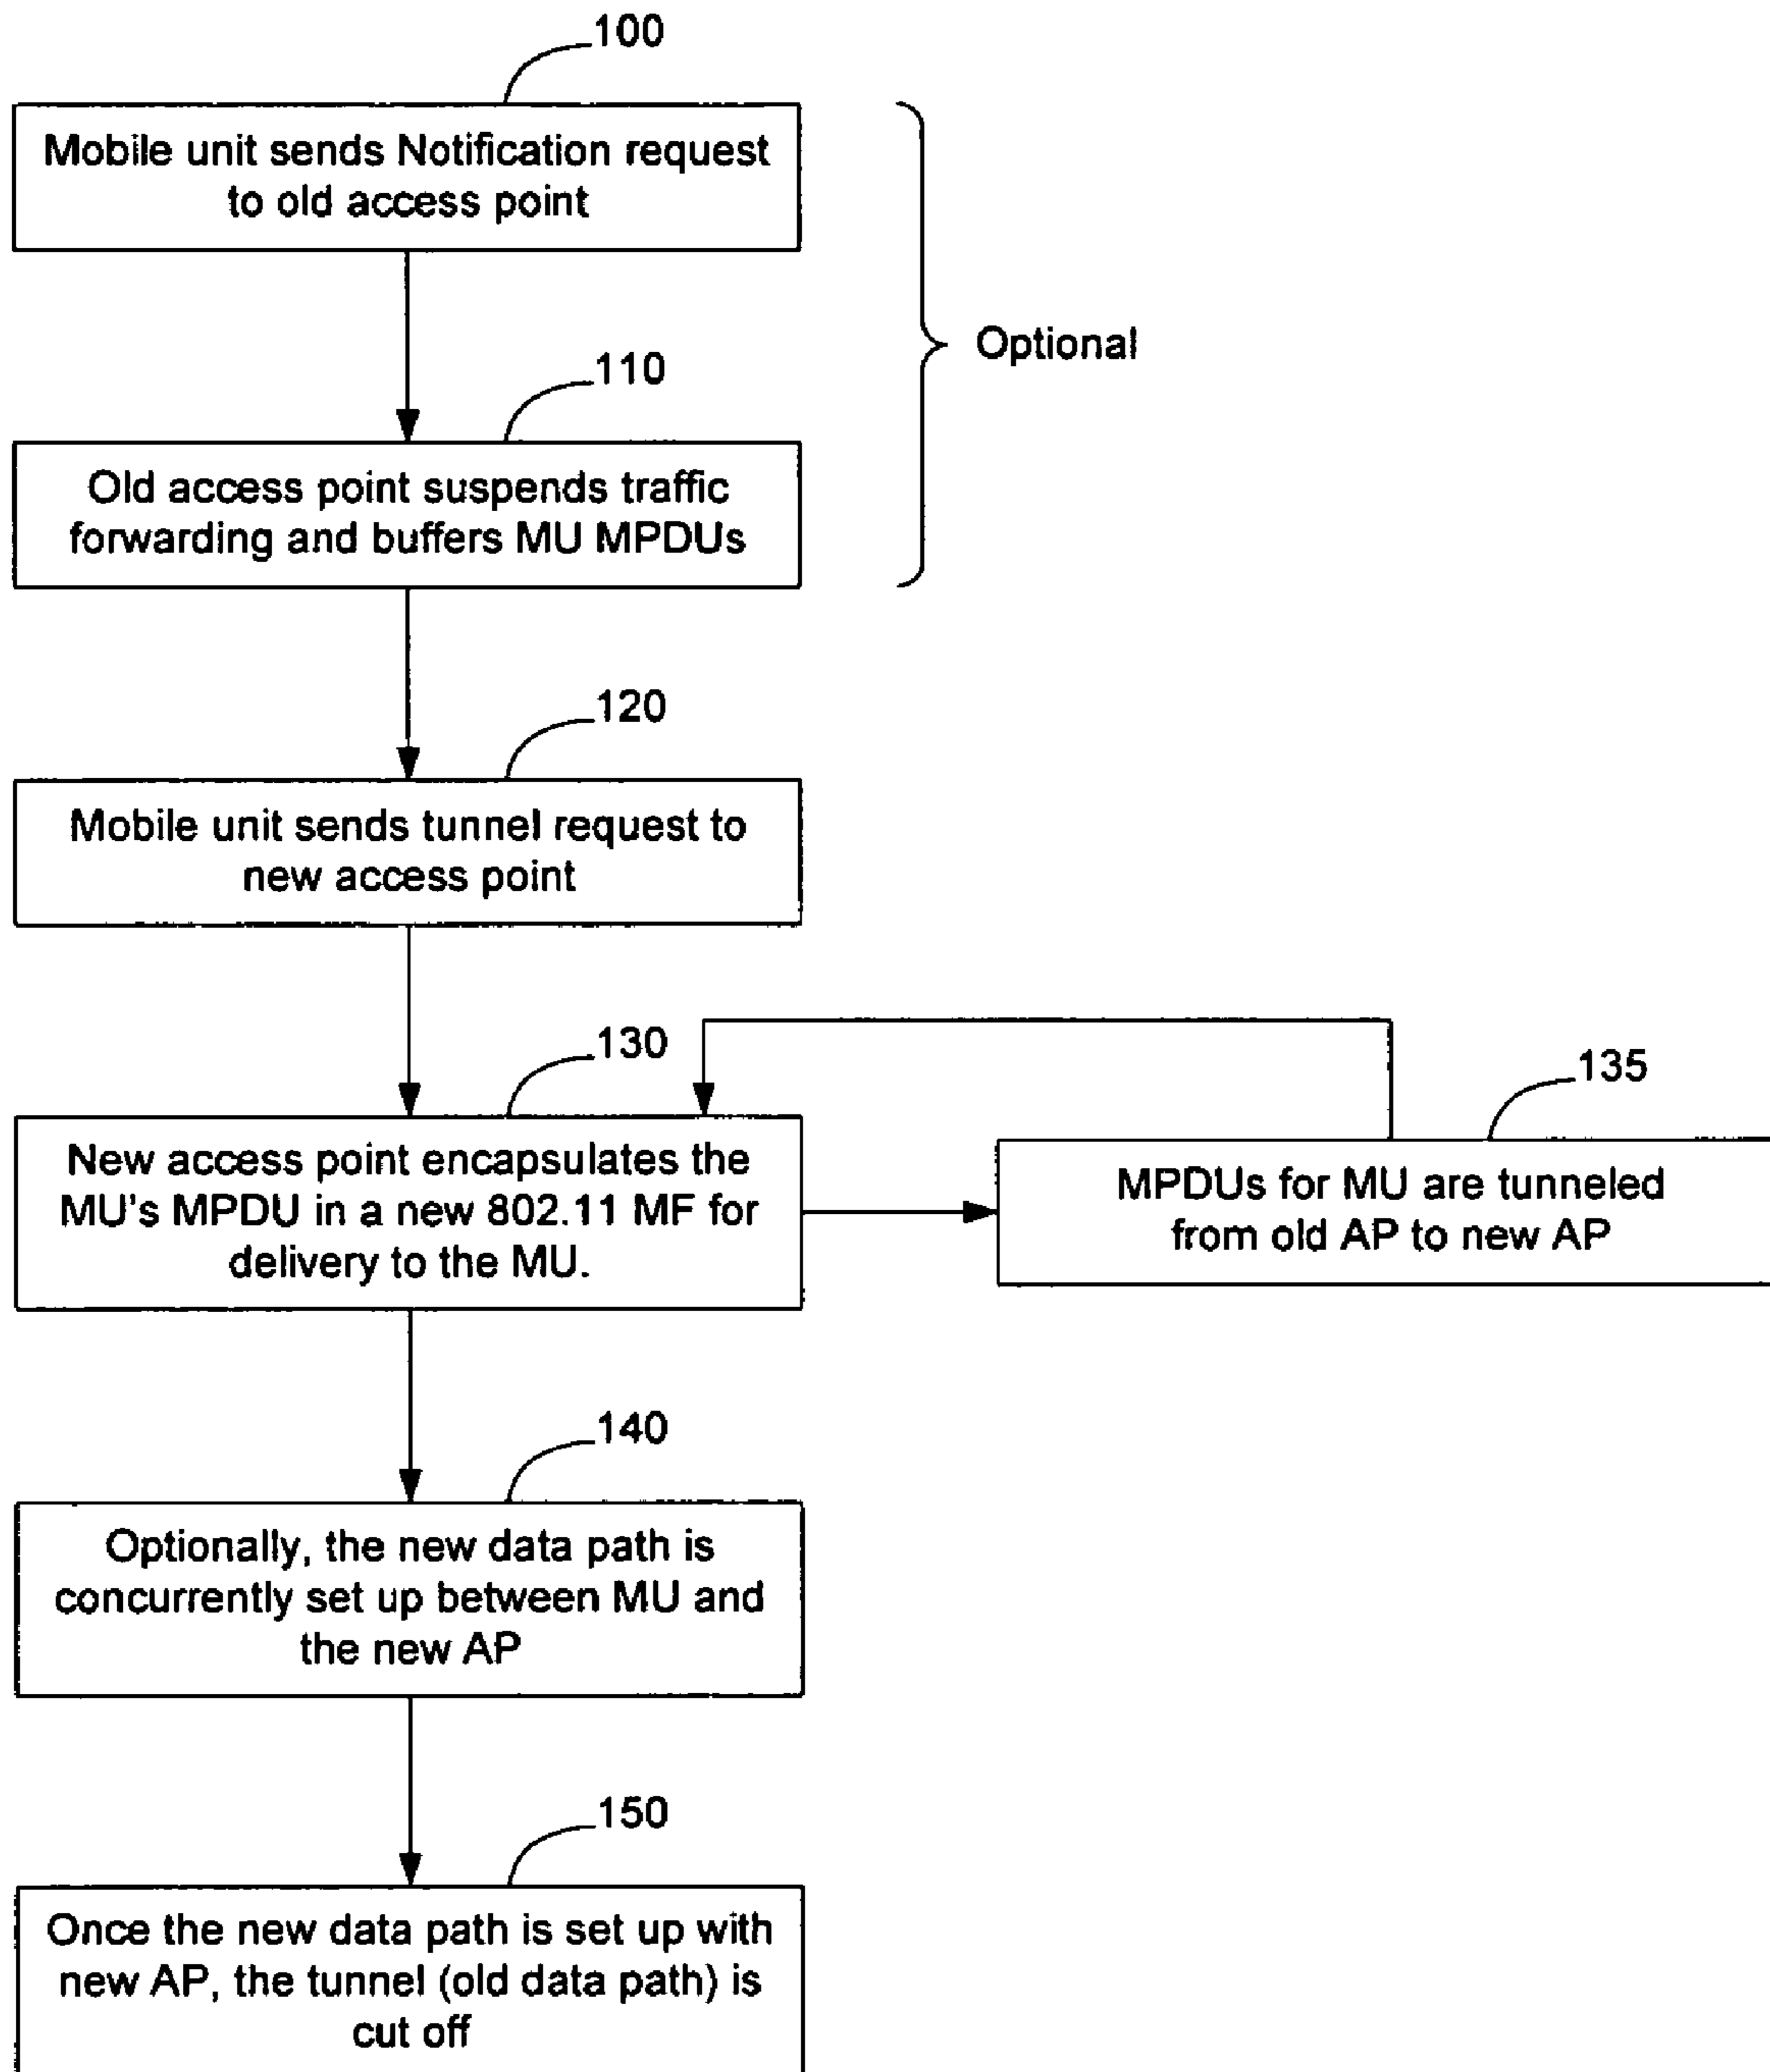 100
Mobile unit sends Notification request
to old access point
Optional
110
Old access point suspends traffic
forwarding and buffers MU MPDUs
120
Mobile unit sends tunnel request to
new access point
130
New access point encapsulates the
MU's MPDU in a new 802.11 MF for
delivery to the MU.
135
MPDUs for MU are tunneled
from old AP to new AP
140
Optionally, the new data path is
concurrently set up between MU and
the new AP
150
Once the new data path is set up with
new AP, the tunnel (old data path) is
cut off